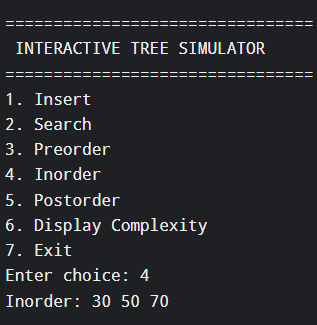 ================================
INTERACTIVE TREE SIMULATOR
================================
1. Insert
2. Search
3. Preorder
4. Inorder
5. Postorder
6. Display Complexity
7. Exit
Enter choice: 4
Inorder: 30 50 70